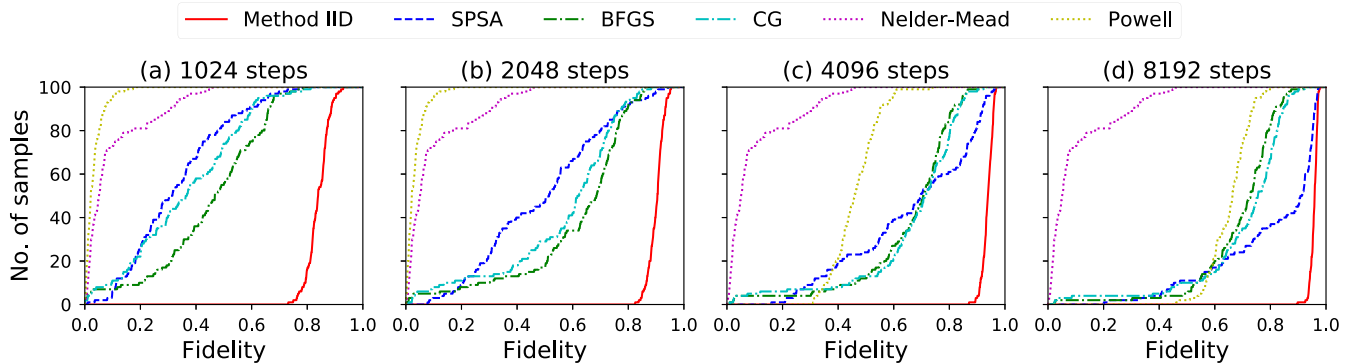 Method IID SPSA BFGS CG Nelder-Mead Powell
(a) 1024 steps (b) 2048 steps (c) 4096 steps (d) 8192 steps
No. of samples
100
80
60
40
20
0
0.0 0.2 0.4 0.6 0.8 1.0
0.0 0.2 0.4 0.6 0.8 1.0
0.0 0.2 0.4 0.6 0.8 1.0
0.0 0.2 0.4 0.6 0.8 1.0
Fidelity Fidelity Fidelity Fidelity